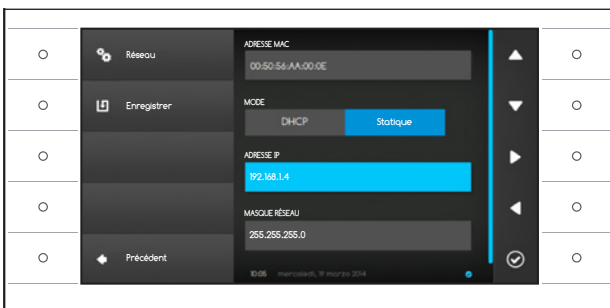 Réseau
Enregistrer
Précédent
ADRESSE MAC
00:50:56:AA:00:0E
MODE
DHCP Statique
ADRESSE IP
192.168.1.4
MASQUE RÉSEAU
255.255.255.0
10:05 mercoledì, 19 marzo 2014